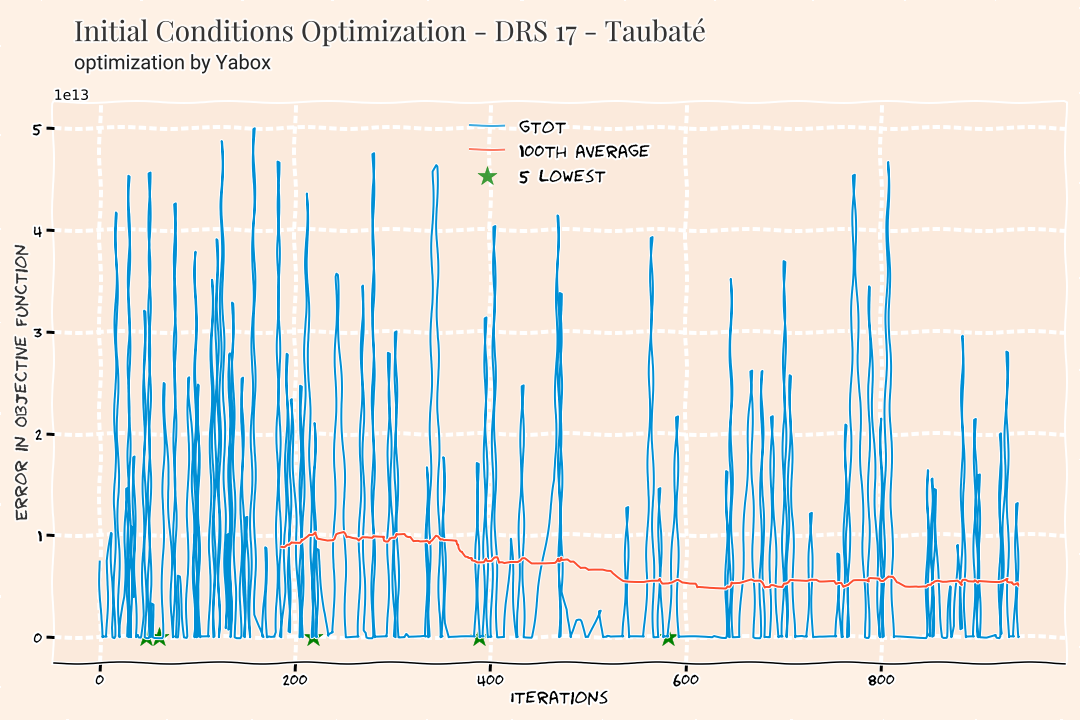 Initial Conditions Optimization - DRS 17 - Taubaté
optimization by Yabox
1e13
GTOT
100TH AVERAGE
5 LOWEST
5
4
3
2
1
0
ERROR IN OBJECTIVE FUNCTION
0 200 400 600 800
ITERATIONS